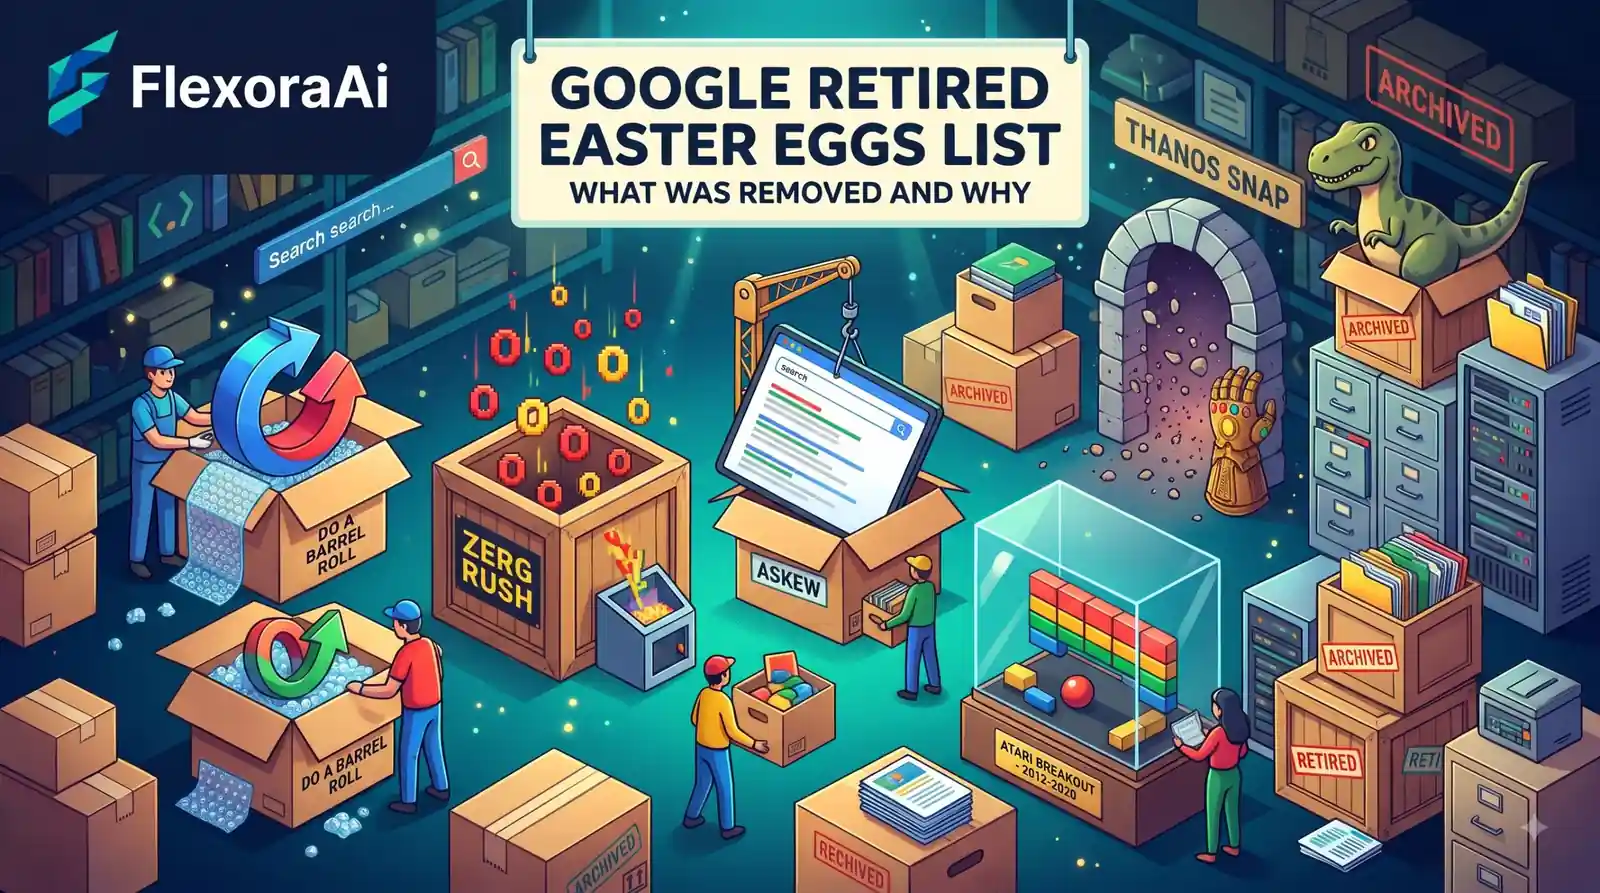 FlexoraAi
GOOGLE RETIRED
EASTER EGGS LIST
WHAT WAS REMOVED AND WHY
ARCHIVED
THANOS SNAP
Search search...
ARCHIVED
search
ARCHIVED
DO A
BARREL
ROLL
ZERG
RUSH
ASKEW
ARCHIVED
DO A BARREL
ROLL
ATARI BREAKOUT
- 2012-2020
RETIRED
RETI
ARCHIVED
RECHIVED